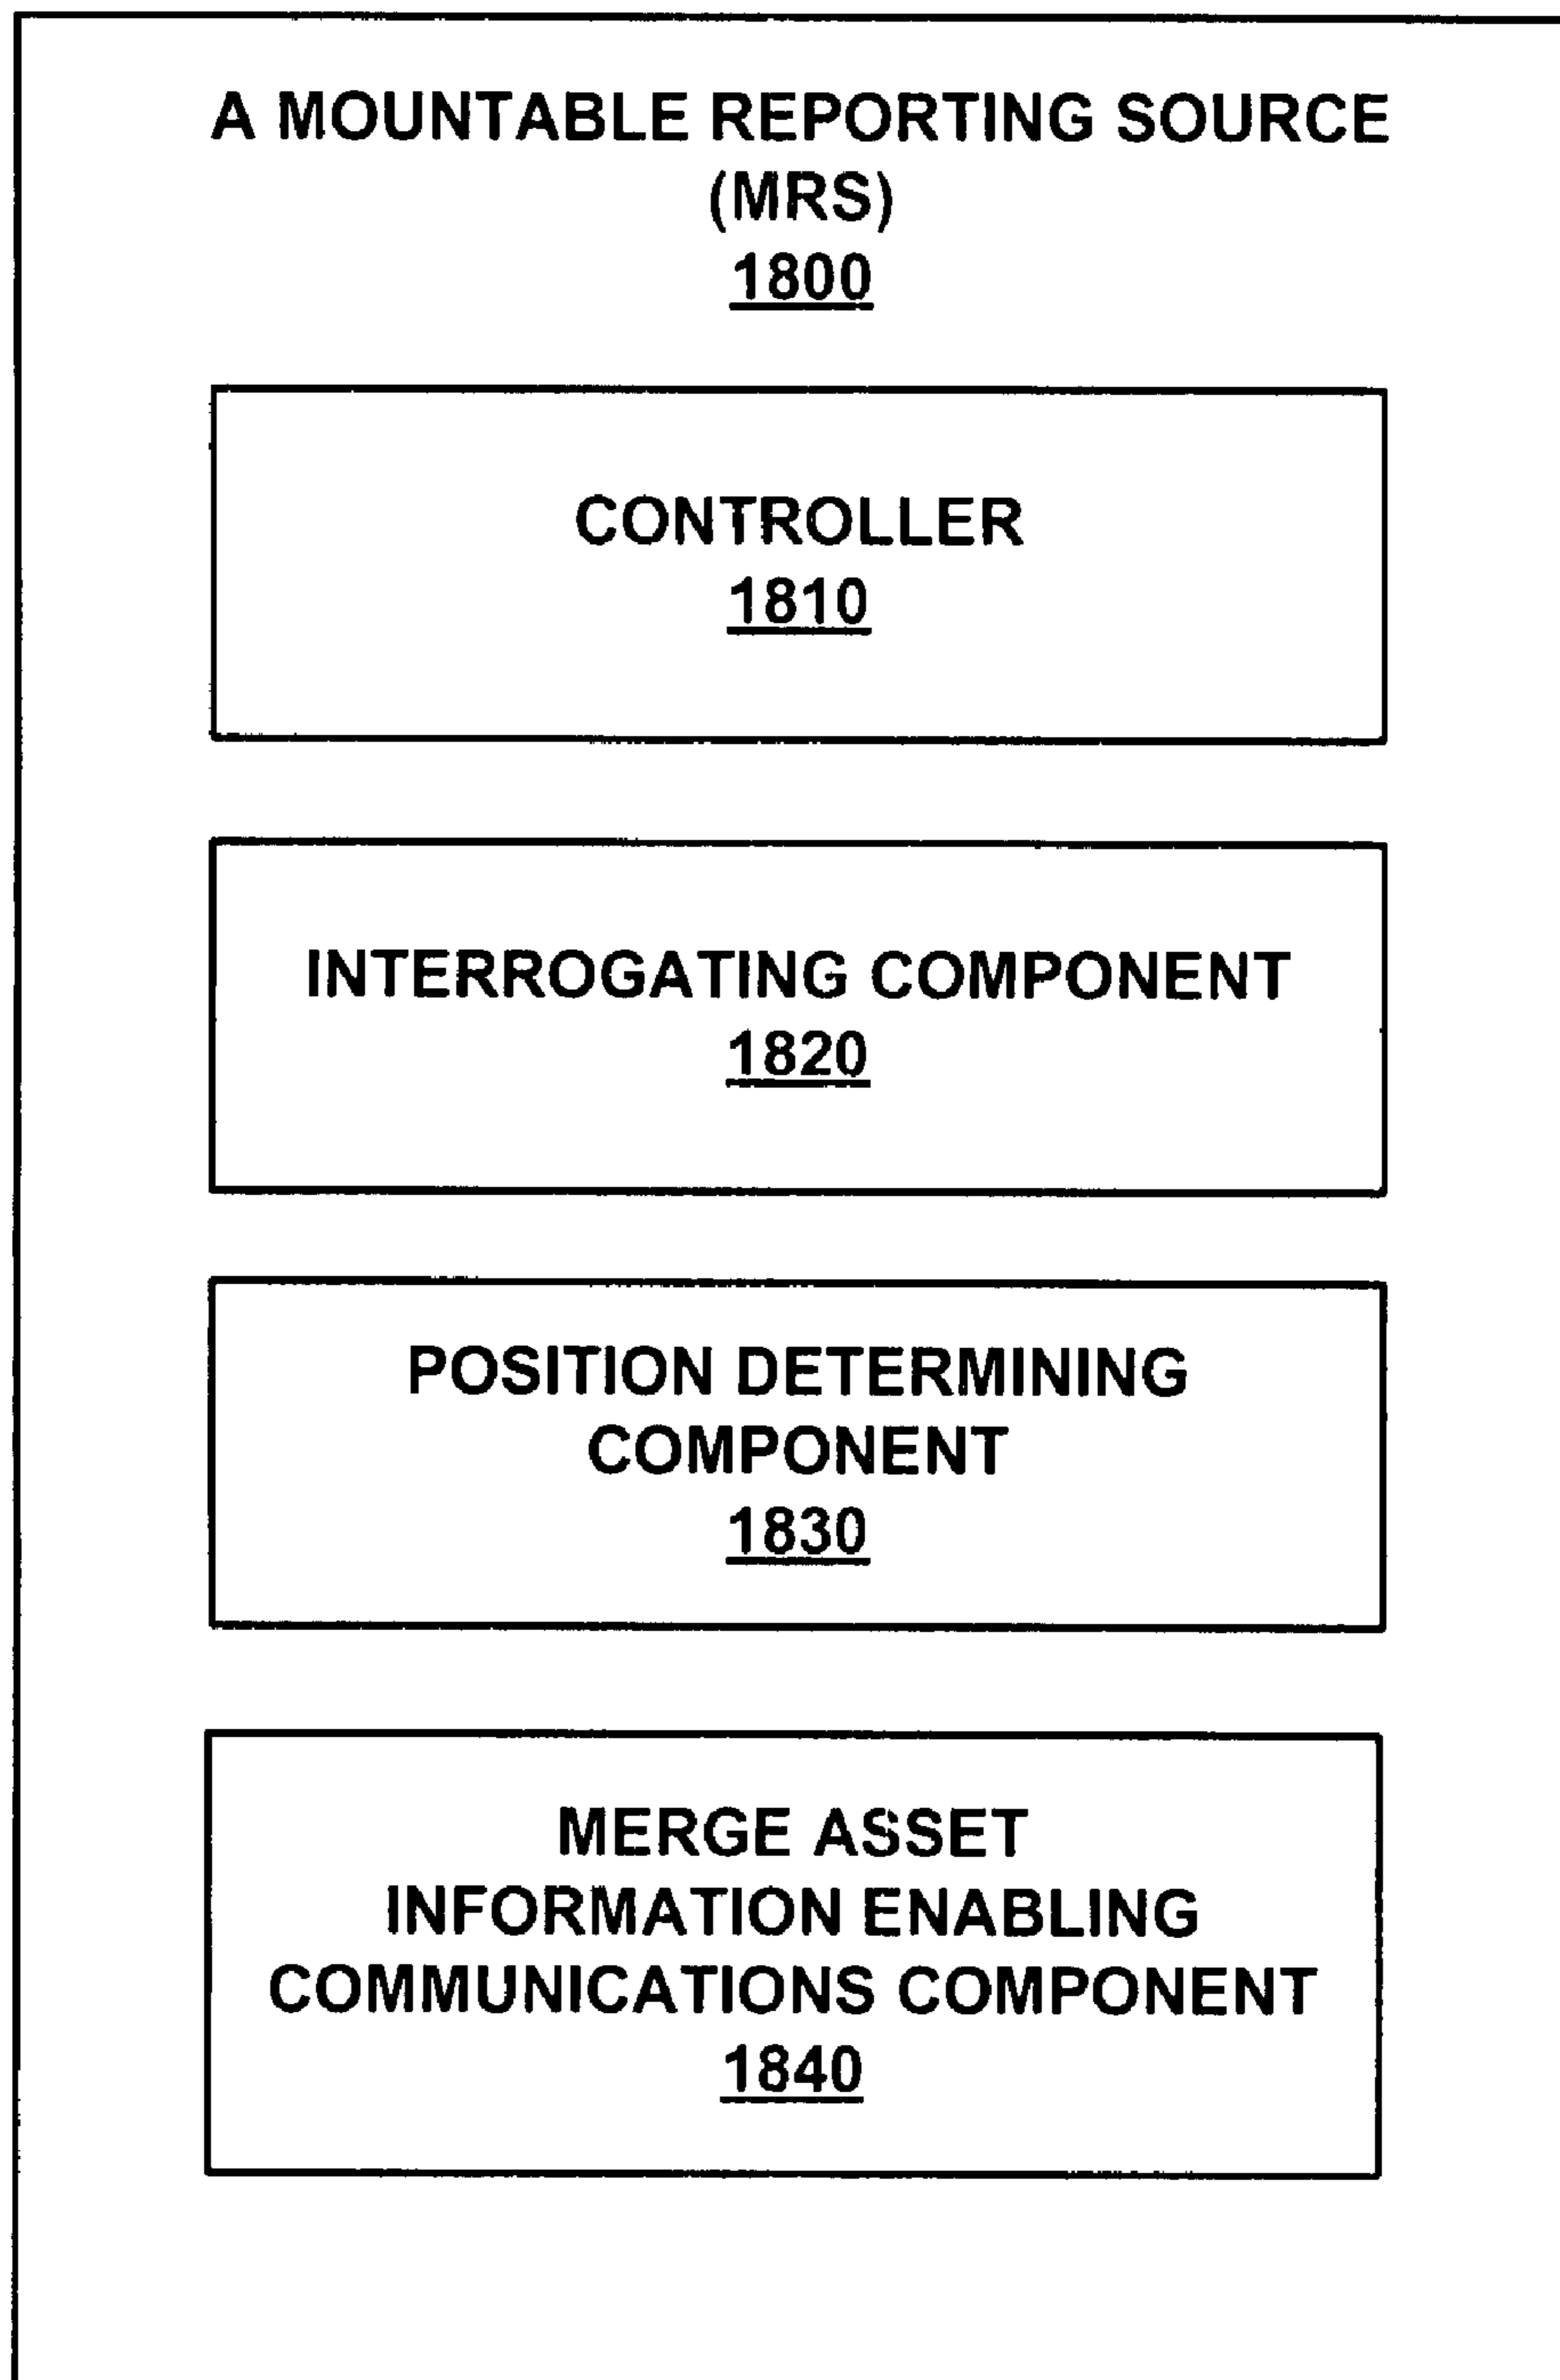 A MOUNTABLE REPORTING SOURCE
(MRS)
1800
CONTROLLER
1810
INTERROGATING COMPONENT
1820
POSITION DETERMINING
COMPONENT
1830
MERGE ASSET
INFORMATION ENABLING
COMMUNICATIONS COMPONENT
1840